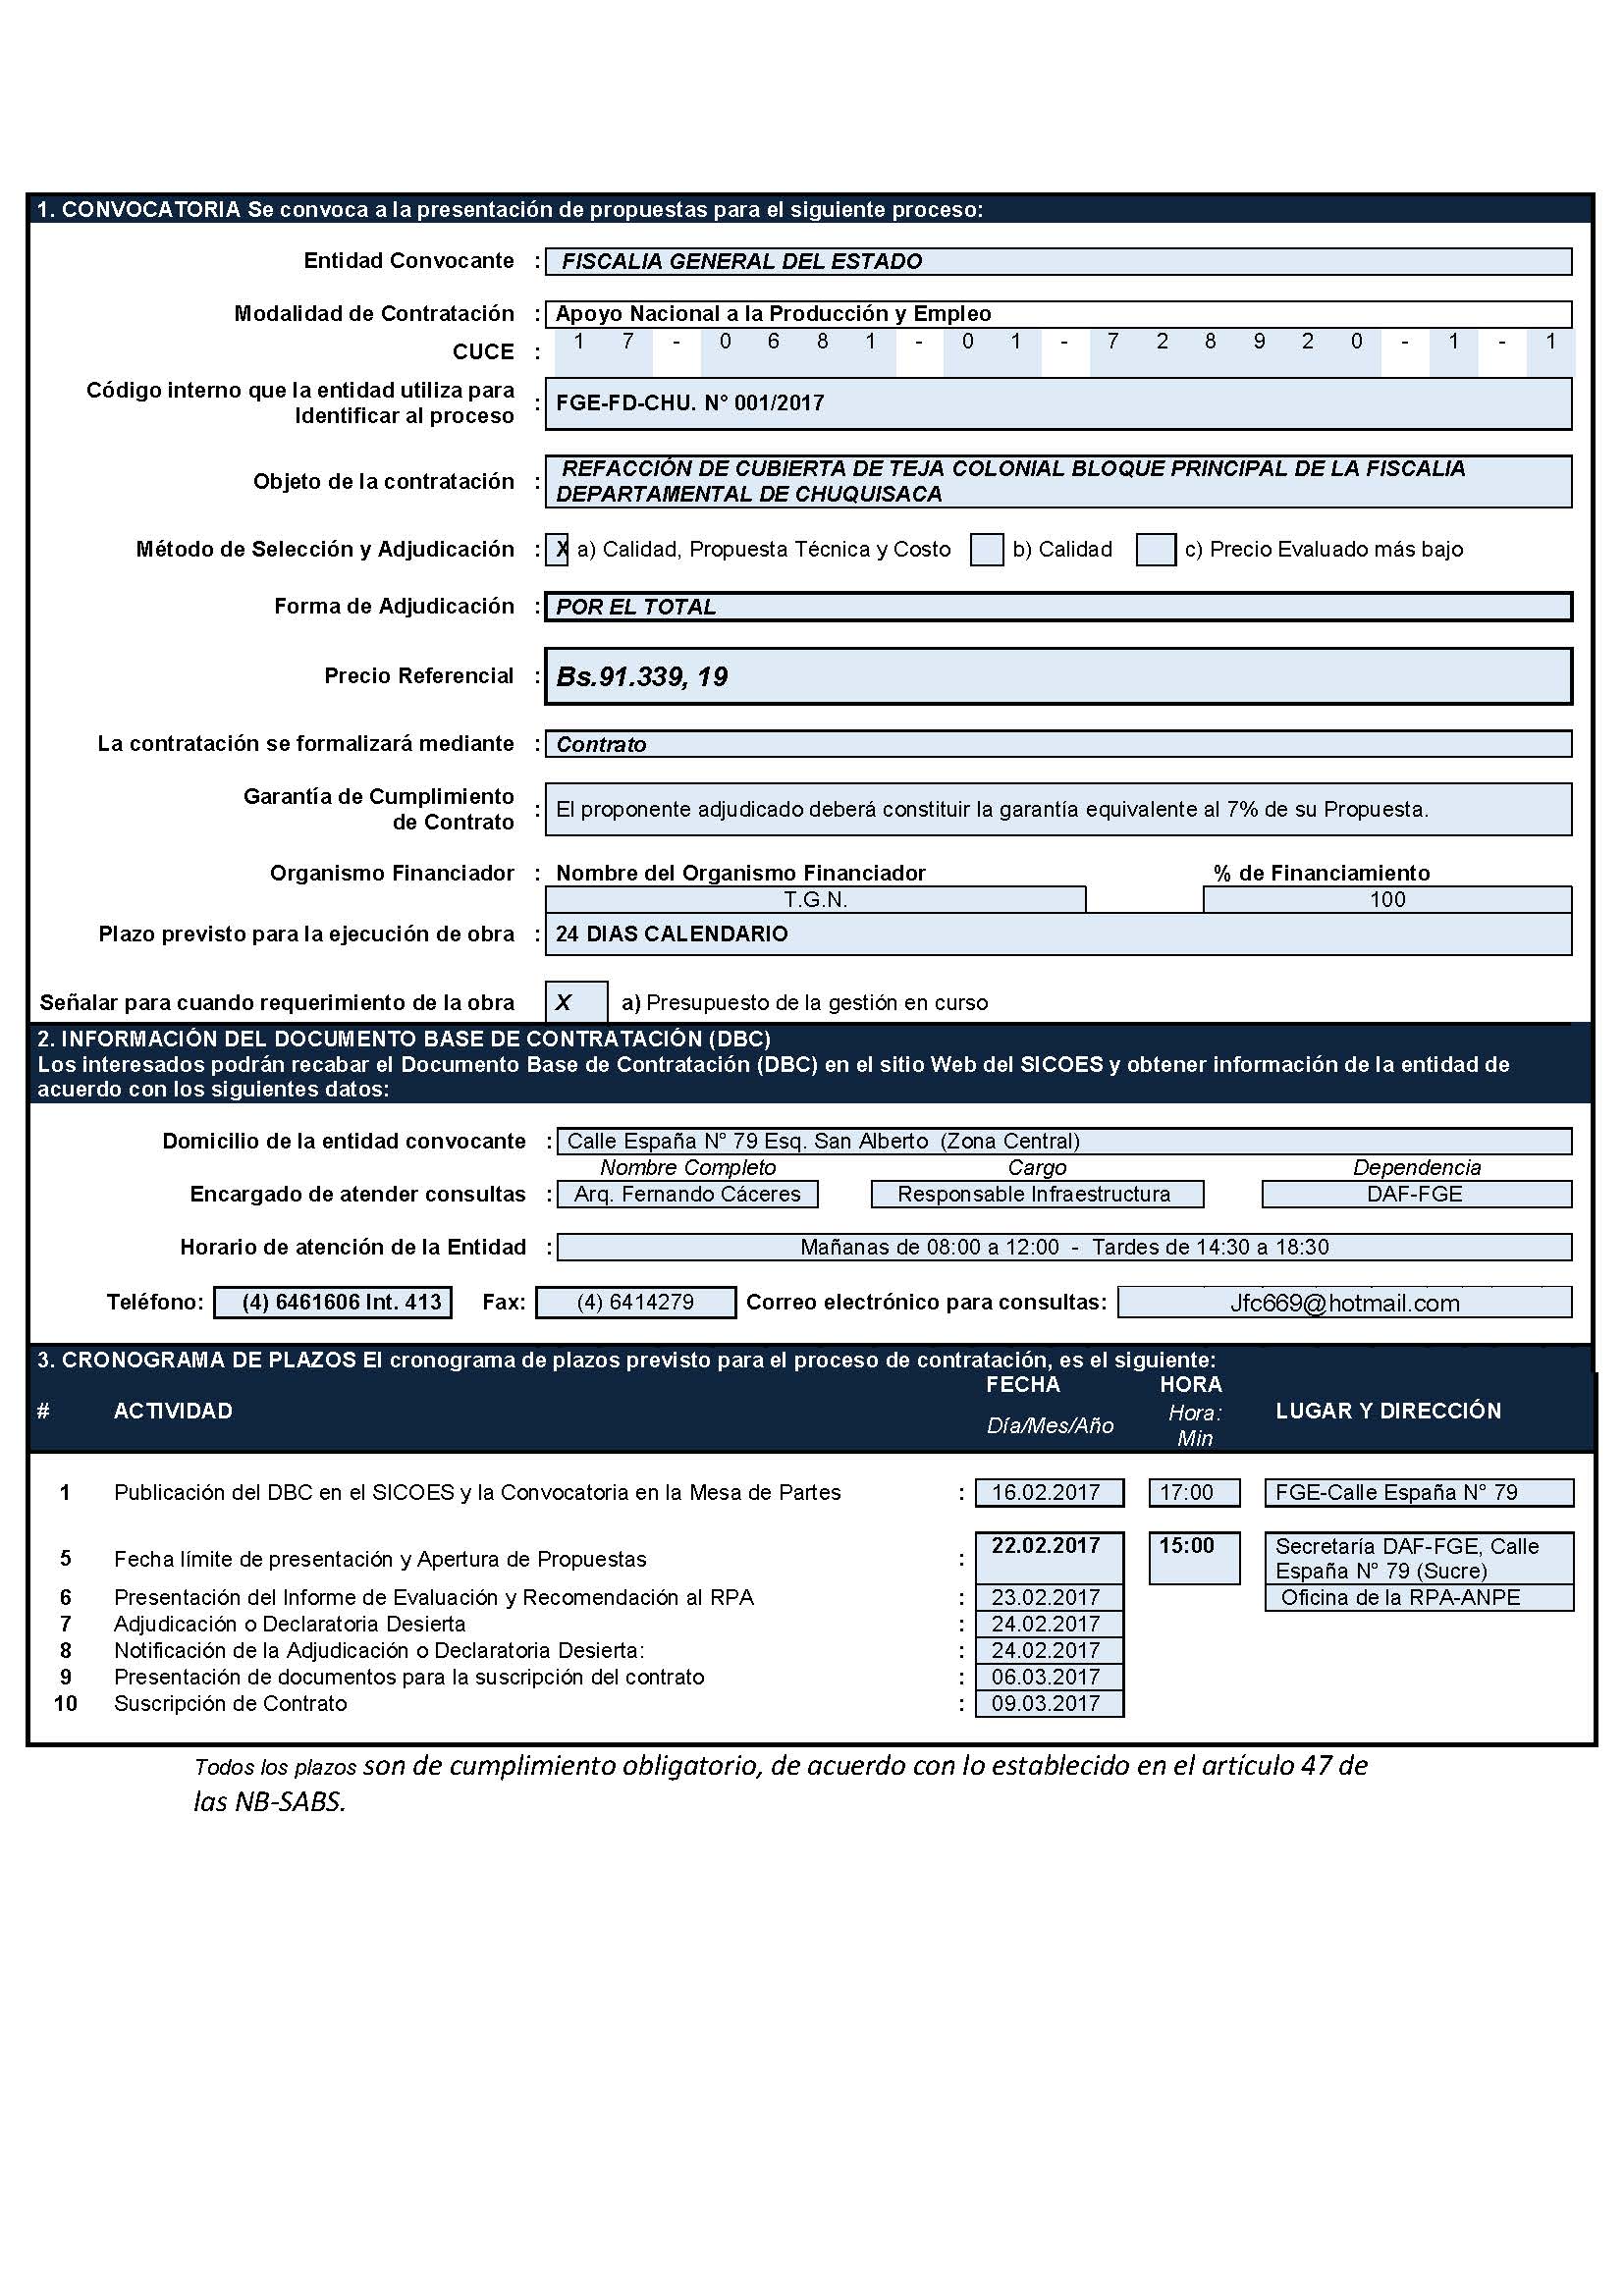 1. CONVOCATORIA Se convoca a la presentación de propuestas para el siguiente proceso:
Entidad Convocante : FISCALIA GENERAL DEL ESTADO
Modalidad de Contratación : Apoyo Nacional a la Producción y Empleo
CUCE : 1 7 - 0 6 8 1 - 0 1 - 7 2 8 9 2 0 - 1 - 1
Código interno que la entidad utiliza para
Identificar al proceso : FGE-FD-CHU. N° 001/2017
Objeto de la contratación : REFACCIÓN DE CUBIERTA DE TEJA COLONIAL BLOQUE PRINCIPAL DE LA FISCALIA
DEPARTAMENTAL DE CHUQUISACA
Método de Selección y Adjudicación : X a) Calidad, Propuesta Técnica y Costo b) Calidad c) Precio Evaluado más bajo
Forma de Adjudicación : POR EL TOTAL
Precio Referencial : Bs.91.339, 19
La contratación se formalizará mediante : Contrato
Garantía de Cumplimiento
de Contrato : El proponente adjudicado deberá constituir la garantía equivalente al 7% de su Propuesta.
Organismo Financiador : Nombre del Organismo Financiador % de Financiamiento
T.G.N. 100
Plazo previsto para la ejecución de obra : 24 DIAS CALENDARIO
Señalar para cuando requerimiento de la obra X a) Presupuesto de la gestión en curso
2. INFORMACIÓN DEL DOCUMENTO BASE DE CONTRATACIÓN (DBC)
Los interesados podrán recabar el Documento Base de Contratación (DBC) en el sitio Web del SICOES y obtener información de la entidad de
acuerdo con los siguientes datos:
Domicilio de la entidad convocante : Calle España N° 79 Esq. San Alberto (Zona Central)
Nombre Completo Cargo Dependencia
Encargado de atender consultas : Arq. Fernando Cáceres Responsable Infraestructura DAF-FGE
Horario de atención de la Entidad : Mañanas de 08:00 a 12:00 - Tardes de 14:30 a 18:30
Teléfono: (4) 6461606 Int. 413 Fax: (4) 6414279 Correo electrónico para consultas: Jfc669@hotmail.com
3. CRONOGRAMA DE PLAZOS El cronograma de plazos previsto para el proceso de contratación, es el siguiente:
FECHA HORA
# ACTIVIDAD Día/Mes/Año Hora: LUGAR Y DIRECCIÓN
Min
1 Publicación del DBC en el SICOES y la Convocatoria en la Mesa de Partes : 16.02.2017 17:00 FGE-Calle España N° 79
5 Fecha límite de presentación y Apertura de Propuestas : 22.02.2017 15:00 Secretaría DAF-FGE, Calle
España N° 79 (Sucre)
6 Presentación del Informe de Evaluación y Recomendación al RPA : 23.02.2017 Oficina de la RPA-ANPE
7 Adjudicación o Declaratoria Desierta : 24.02.2017
8 Notificación de la Adjudicación o Declaratoria Desierta: : 24.02.2017
9 Presentación de documentos para la suscripción del contrato : 06.03.2017
10 Suscripción de Contrato : 09.03.2017
Todos los plazos son de cumplimiento obligatorio, de acuerdo con lo establecido en el artículo 47 de
las NB-SABS.